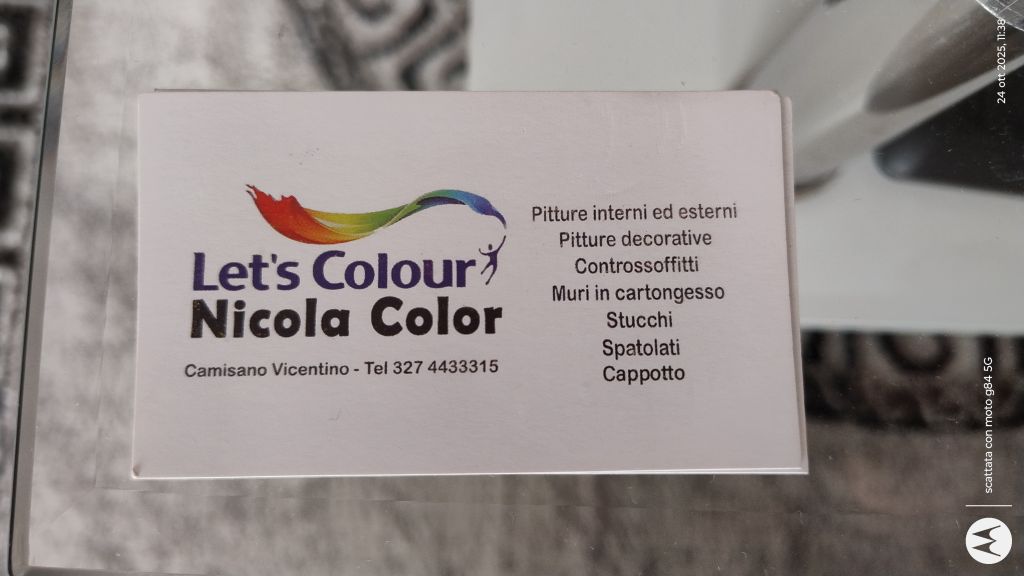 Let's Colour
Nicola Color
Camisano Vicentino - Tel 327 4433315
Pitture interni ed esterni
Pitture decorative
Controssoffitti
Muri in cartongesso
Stucchi
Spatolati
Cappotto
24 ott 2025, 11:38
scattata con moto g84 5G